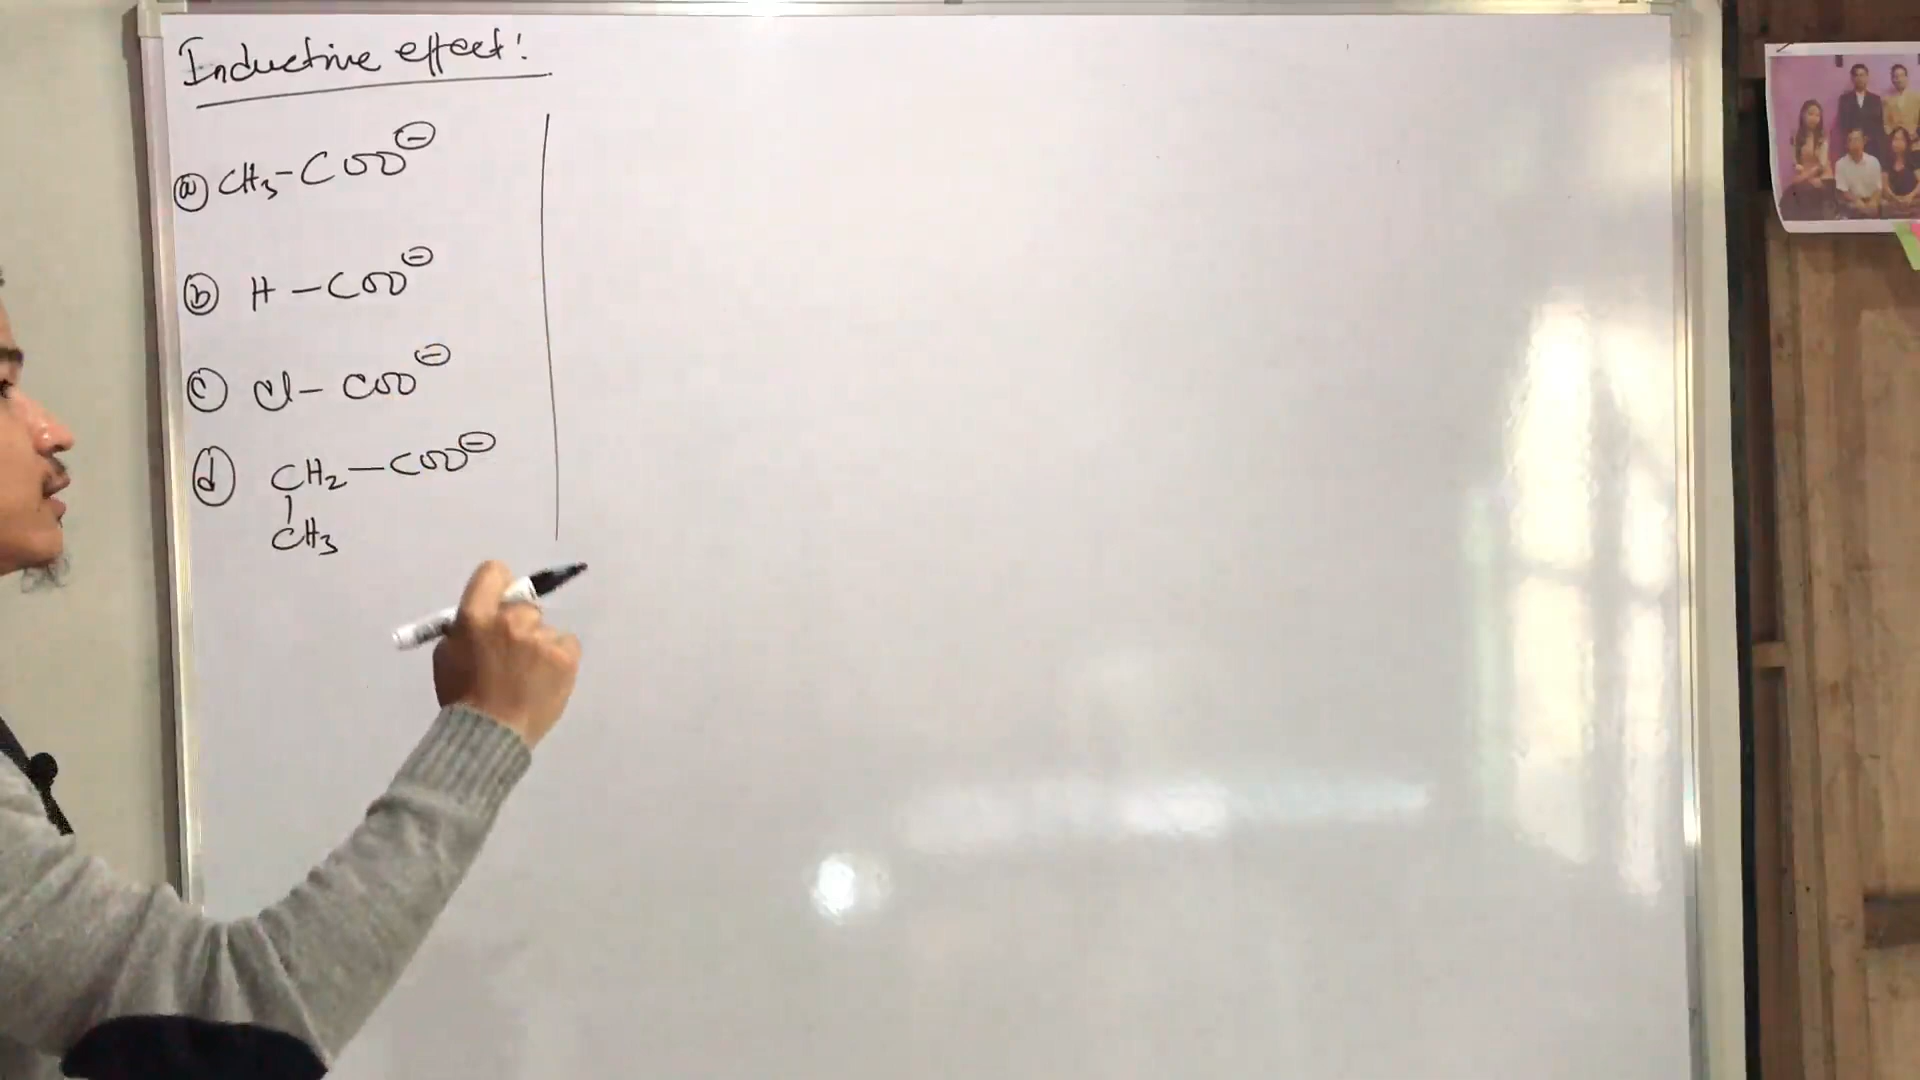 Inductive effect:
(a) CH₃-COO⊖
(b) H-COO⊖
(c) Cl-COO⊖
(d) CH₂-COO⊖
|
CH₃